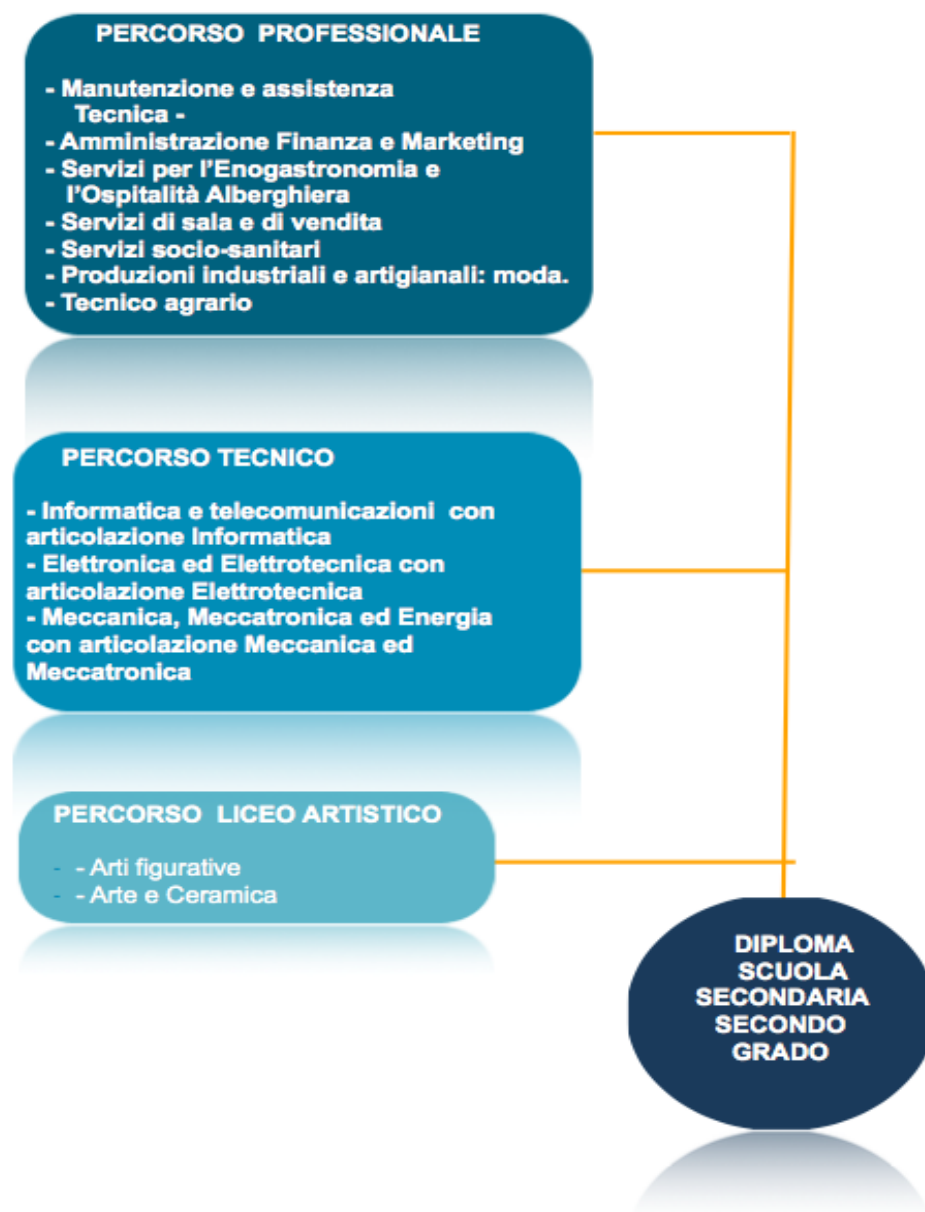 PERCORSO PROFESSIONALE
- Manutenzione e assistenza
Tecnica -
- Amministrazione Finanza e Marketing
- Servizi per l'Enogastronomia e
l'Ospitalità Alberghiera
- Servizi di sala e di vendita
- Servizi socio-sanitari
- Produzioni industriali e artigianali: moda.
- Tecnico agrario
PERCORSO TECNICO
- Informatica e telecomunicazioni con
articolazione Informatica
- Elettronica ed Elettrotecnica con
articolazione Elettrotecnica
- Meccanica, Meccatronica ed Energia
con articolazione Meccanica ed
Meccatronica
PERCORSO LICEO ARTISTICO
- - Arti figurative
- - Arte e Ceramica
DIPLOMA
SCUOLA
SECONDARIA
SECONDO
GRADO